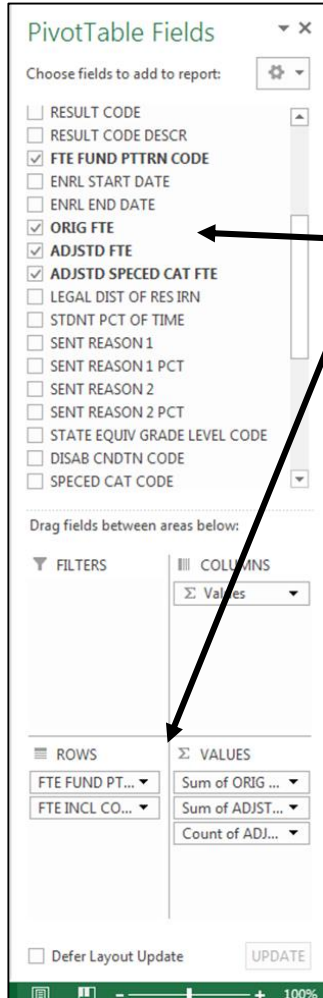 PivotTable Fields
Choose fields to add to report:
RESULT CODE
RESULT CODE DESCR
FTE FUND PTTRN CODE
ENRL START DATE
ENRL END DATE
ORIG FTE
ADJSTD FTE
ADJSTD SPECED CAT FTE
LEGAL DIST OF RES IRN
STDNT PCT OF TIME
SENT REASON 1
SENT REASON 1 PCT
SENT REASON 2
SENT REASON 2 PCT
STATE EQUIV GRADE LEVEL CODE
DISAB CNDTN CODE
SPECED CAT CODE
Drag fields between areas below:
FILTERS
COLUMNS
Σ Values
ROWS
FTE FUND PT...
FTE INCL CO...
Σ VALUES
Sum of ORIG ...
Sum of ADJST...
Count of ADJ...
Defer Layout Update
UPDATE
100%